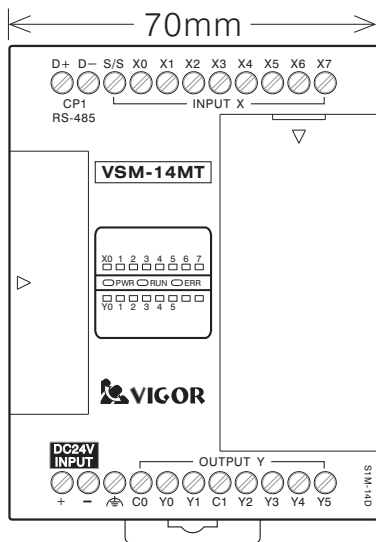 70mm
D+ D− S/S X0 X1 X2 X3 X4 X5 X6 X7
CP1 INPUT X
RS-485
VSM-14MT
X0 1 2 3 4 5 6 7
PWR RUN ERR
Y0 1 2 3 4 5
VIGOR
DC24V
INPUT
OUTPUT Y
+ − C0 Y0 Y1 C1 Y2 Y3 Y4 Y5
S1M-14D